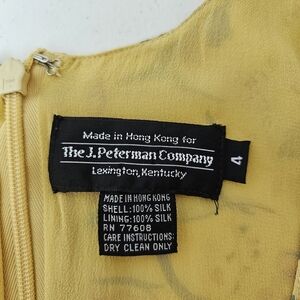 Made in Hong Kong for
The J. Peterman Company
Lexington, Kentucky
4
MADE IN HONG KONG
SHELL: 100% SILK
LINING: 100% SILK
RN 77608
CARE INSTRUCTIONS:
DRY CLEAN ONLY